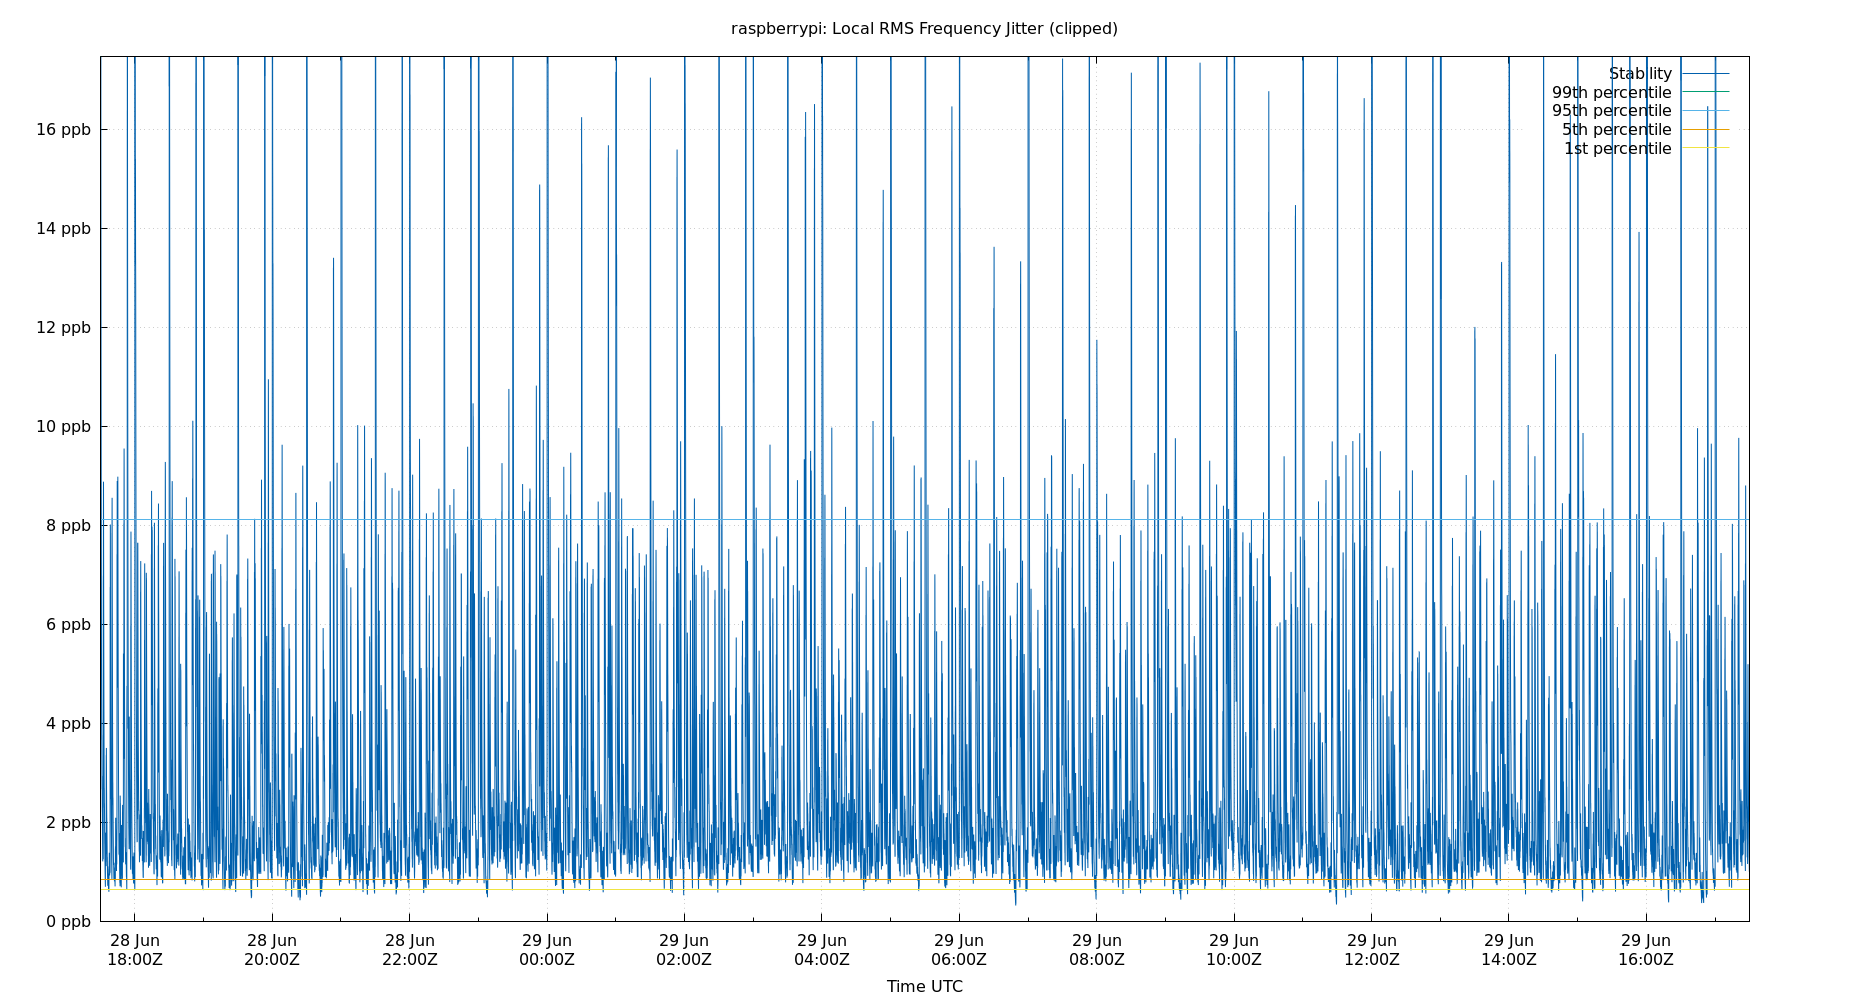 raspberrypi: Local RMS Frequency Jitter (clipped)
Stability
99th percentile
95th percentile
5th percentile
1st percentile
16 ppb
14 ppb
12 ppb
10 ppb
8 ppb
6 ppb
4 ppb
2 ppb
0 ppb
28 Jun 28 Jun 28 Jun 29 Jun 29 Jun 29 Jun 29 Jun 29 Jun 29 Jun 29 Jun 29 Jun 29 Jun
18:00Z 20:00Z 22:00Z 00:00Z 02:00Z 04:00Z 06:00Z 08:00Z 10:00Z 12:00Z 14:00Z 16:00Z
Time UTC